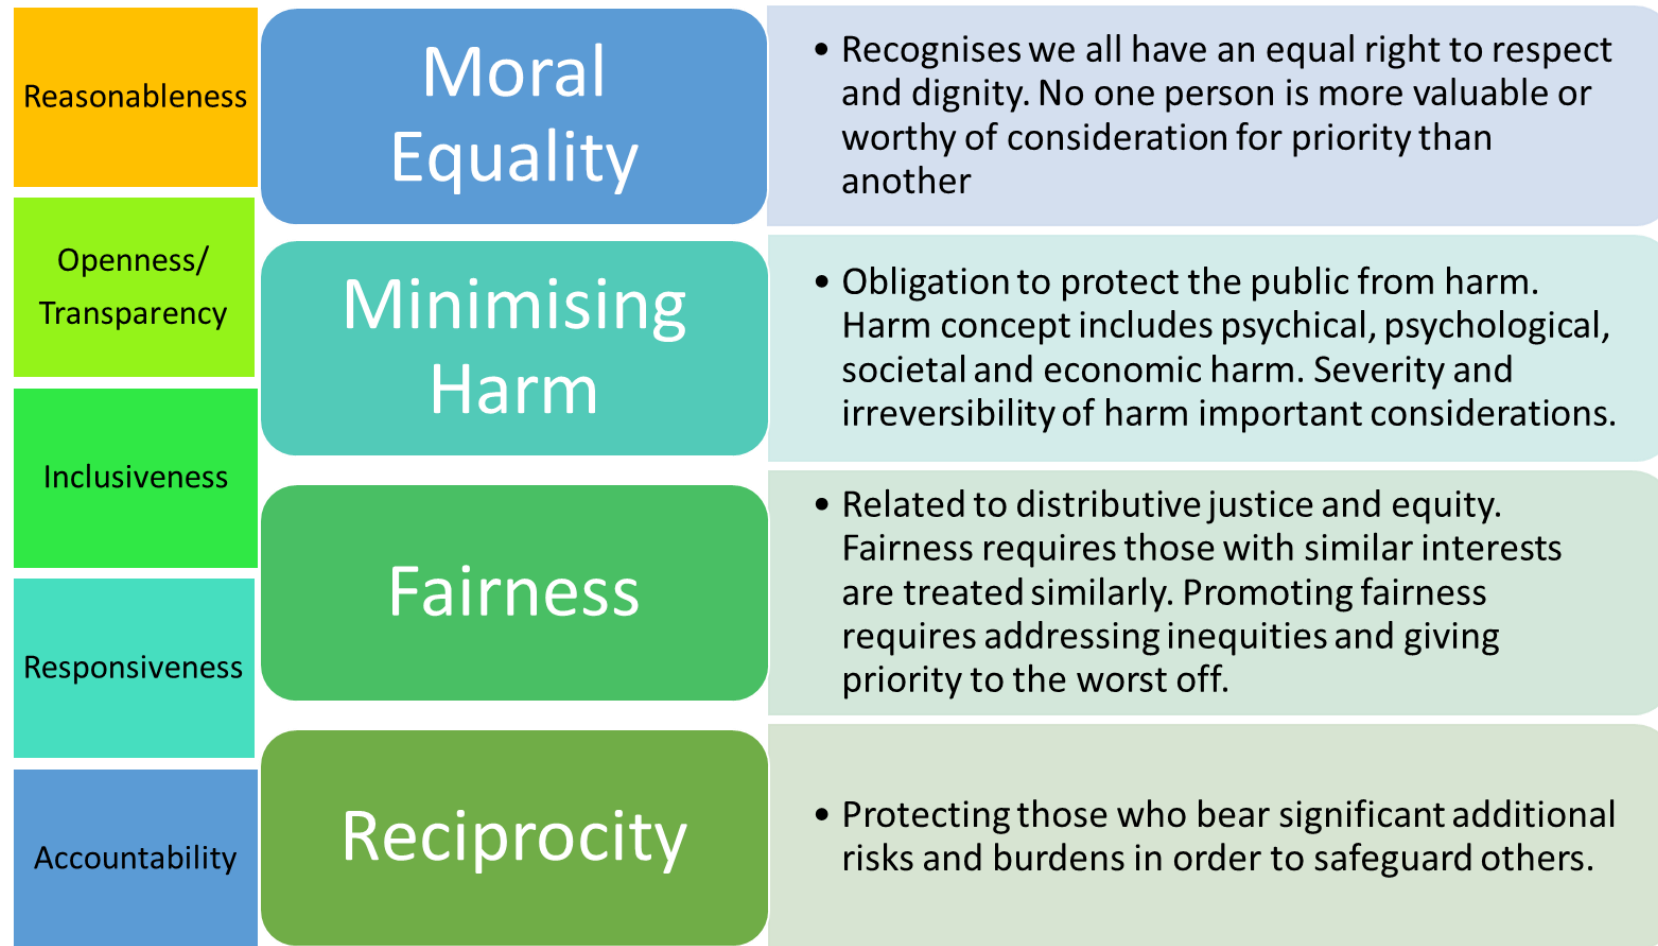 Reasonableness
Openness/
Transparency
Inclusiveness
Responsiveness
Accountability
Moral
Equality
• Recognises we all have an equal right to respect
and dignity. No one person is more valuable or
worthy of consideration for priority than
another
Minimising
Harm
• Obligation to protect the public from harm.
Harm concept includes psychical, psychological,
societal and economic harm. Severity and
irreversibility of harm important considerations.
Fairness
• Related to distributive justice and equity.
Fairness requires those with similar interests
are treated similarly. Promoting fairness
requires addressing inequities and giving
priority to the worst off.
Reciprocity
• Protecting those who bear significant additional
risks and burdens in order to safeguard others.